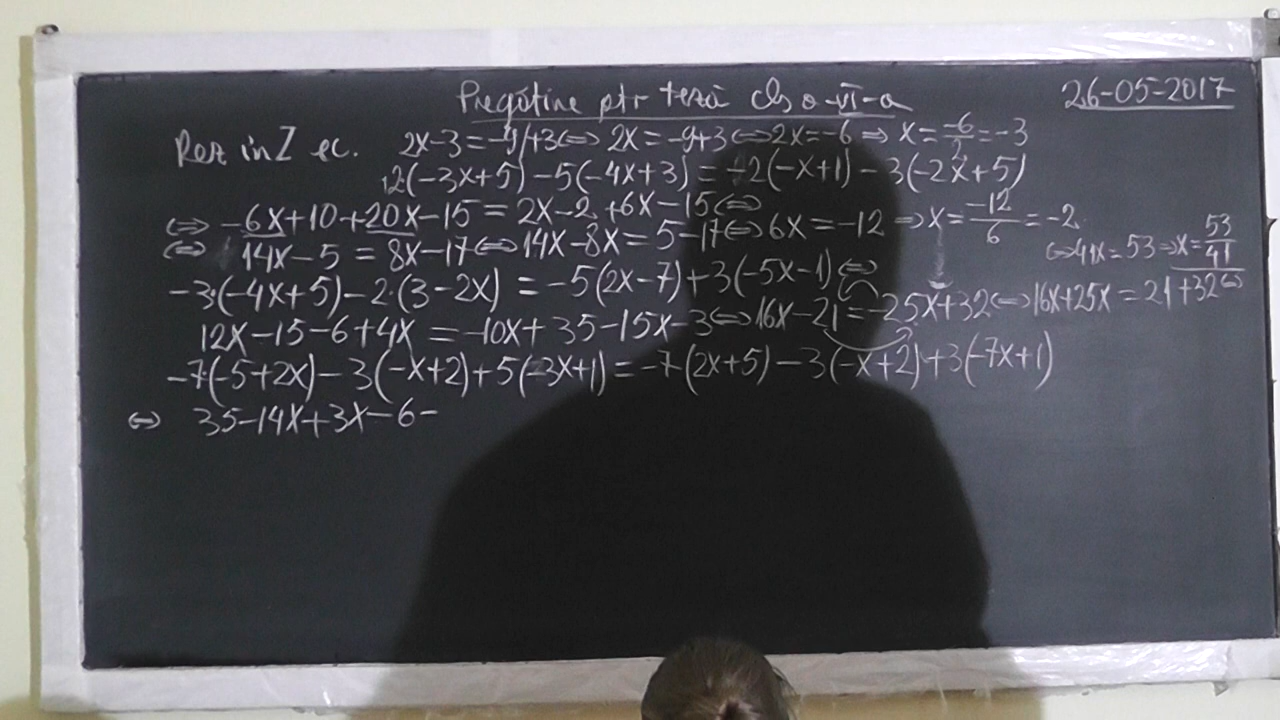 Pregătire ptr teză cls a-VI-a
26-05-2017
Rez in Z ec. 2x-3=-9/+3⇔ 2x=-9+3⇔2x=-6 ⇒ x=-6/2=-3
2(-3x+5)-5(-4x+3)=-2(-x+1)-3(-2x+5)
⇔ -6x+10+20x-15=2x-2+6x-15⇔
⇔ 14x-5=8x-17⇔14x-8x=5-17⇔6x=-12 ⇒x=-12/6=-2
-3·(-4x+5)-2·(3-2x)=-5(2x-7)+3(-5x-1)⇔
12x-15-6+4x=-10x+35-15x-3⇔16x-21=-25x+32⇔16x+25x=21+32⇔
⇔41x=53⇒x=53/41
-7·(-5+2x)-3(-x+2)+5(-3x+1)=-7·(2x+5)-3(-x+2)+3(-7x+1)
⇔ 35-14x+3x-6-